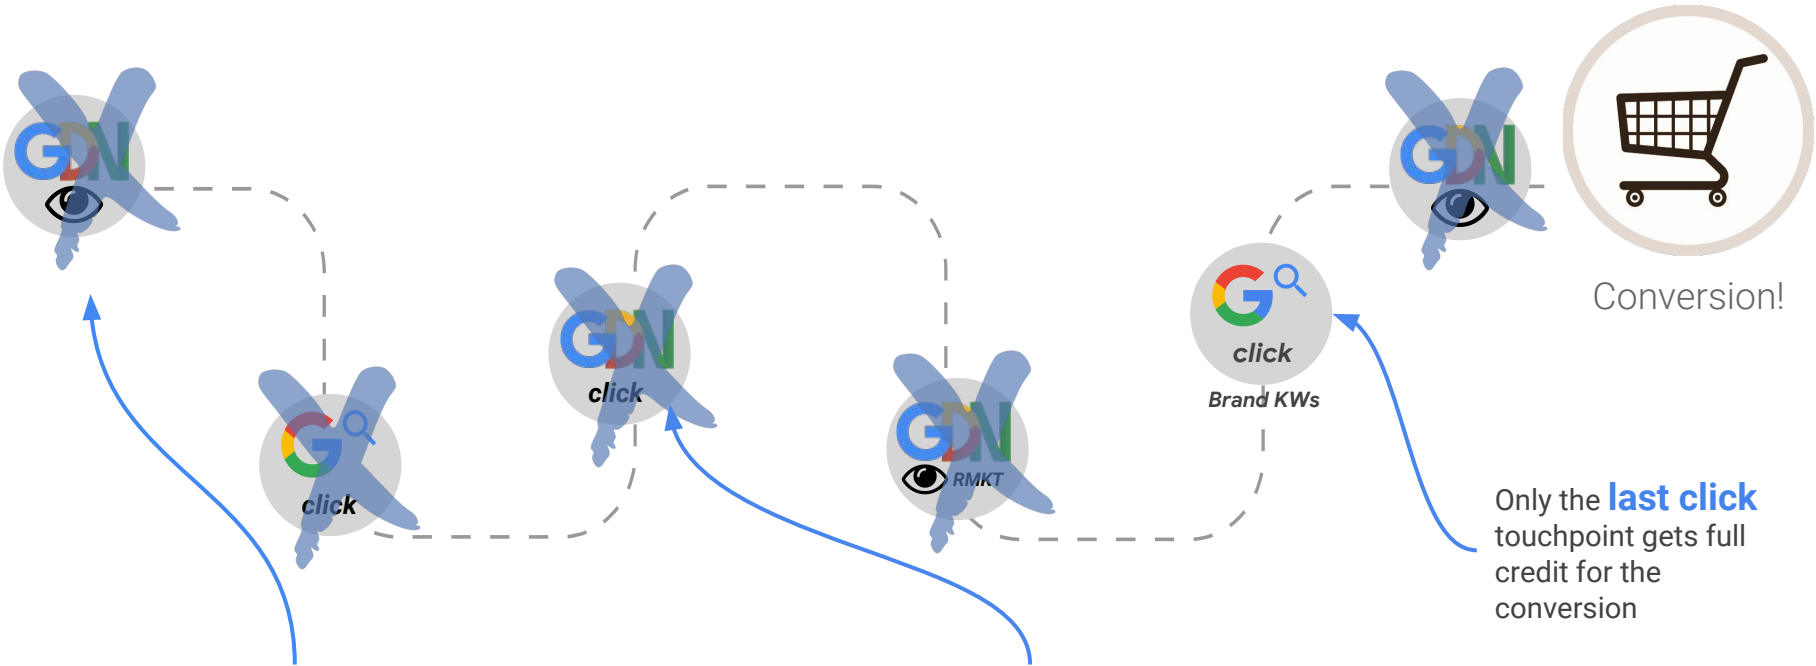 GDN
click
GDN
click
GDN
RMKT
G
click
Brand KWs
GDN
Conversion!
Only the last click
touchpoint gets full
credit for the
conversion